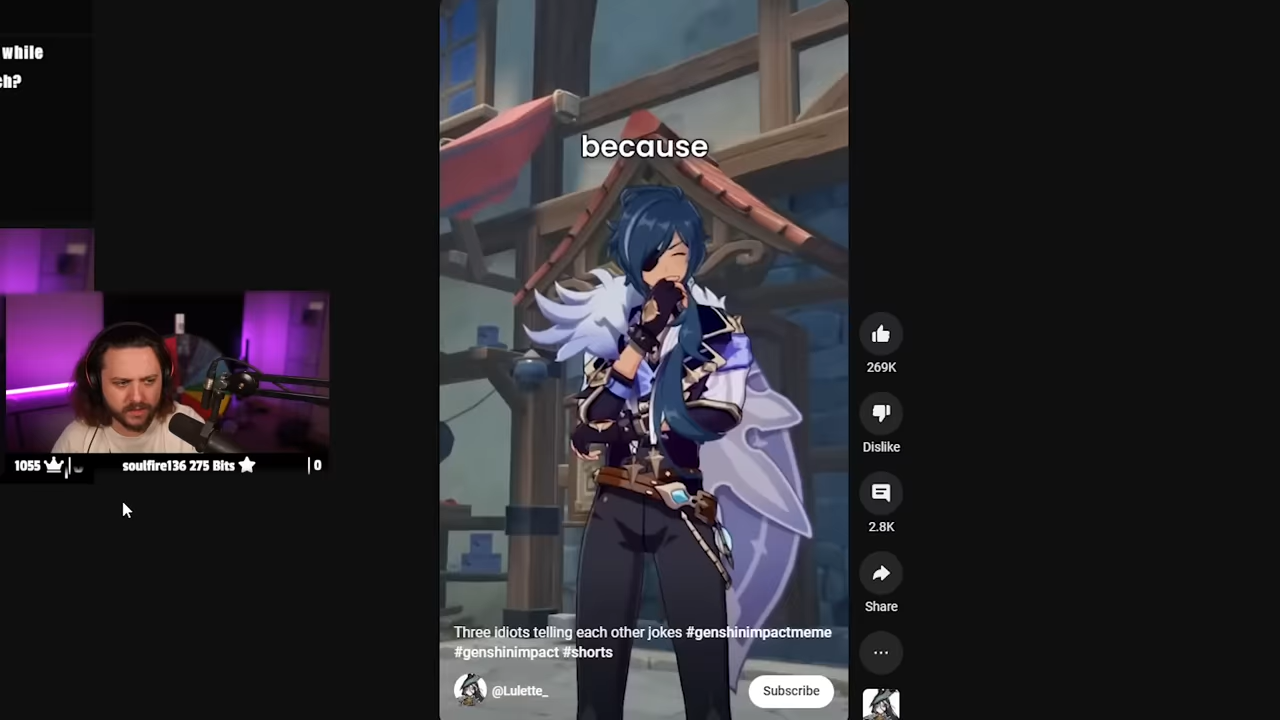 while
ch?
1055
soulfire136 275 Bits
0
because
269K
Dislike
2.8K
Share
Three idiots telling each other jokes #genshinimpactmeme
#genshinimpact #shorts
@Lulette_
Subscribe